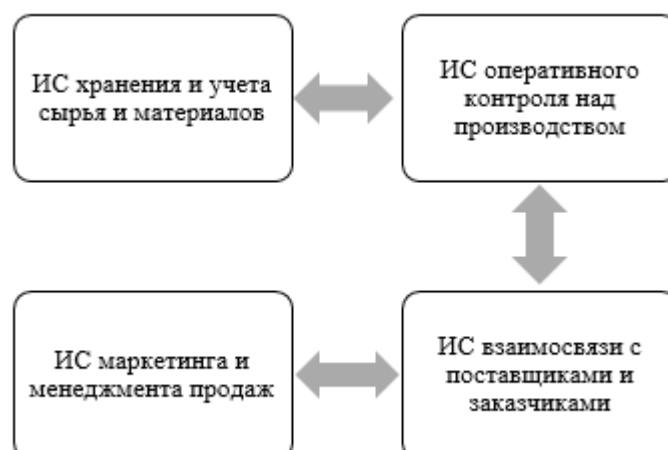 ИС хранения и учета
сырья и материалов
ИС оперативного
контроля над
производством
ИС маркетинга и
менеджмента продаж
ИС взаимосвязи с
поставщиками и
заказчиками